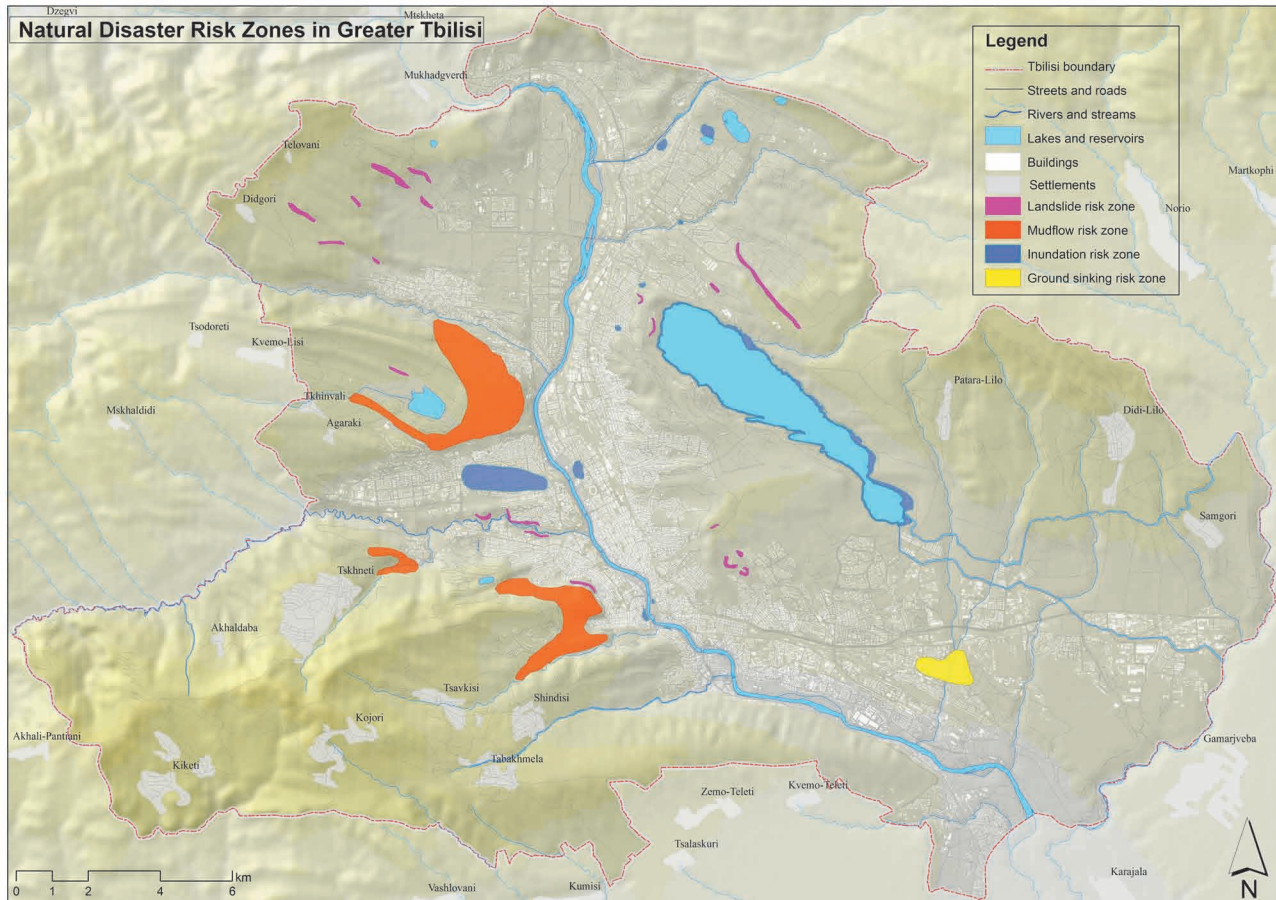 Dzegvi
Mtskheta
Natural Disaster Risk Zones in Greater Tbilisi
Legend
Tbilisi boundary
Streets and roads
Rivers and streams
Lakes and reservoirs
Buildings
Settlements
Landslide risk zone
Mudflow risk zone
Inundation risk zone
Ground sinking risk zone
Mukhadgverdi
Telovani
Martkophi
Didgori
Norio
Tsodoreti
Kvemo-Lisi
Patara-Lilo
Tkhinvali
Mskhaldidi
Didi-Lilo
Agaraki
Samgori
Tskhneti
Akhaldaba
Tsavkisi
Shindisi
Kojori
Akhali-Pantiani
Gamarjveba
Kiketi
Tabakhmela
Zemo-Teleti
Kvemo-Teleti
Tsalaskuri
km
0 1 2 4 6
Vashlovani
Kumisi
Karajala
N